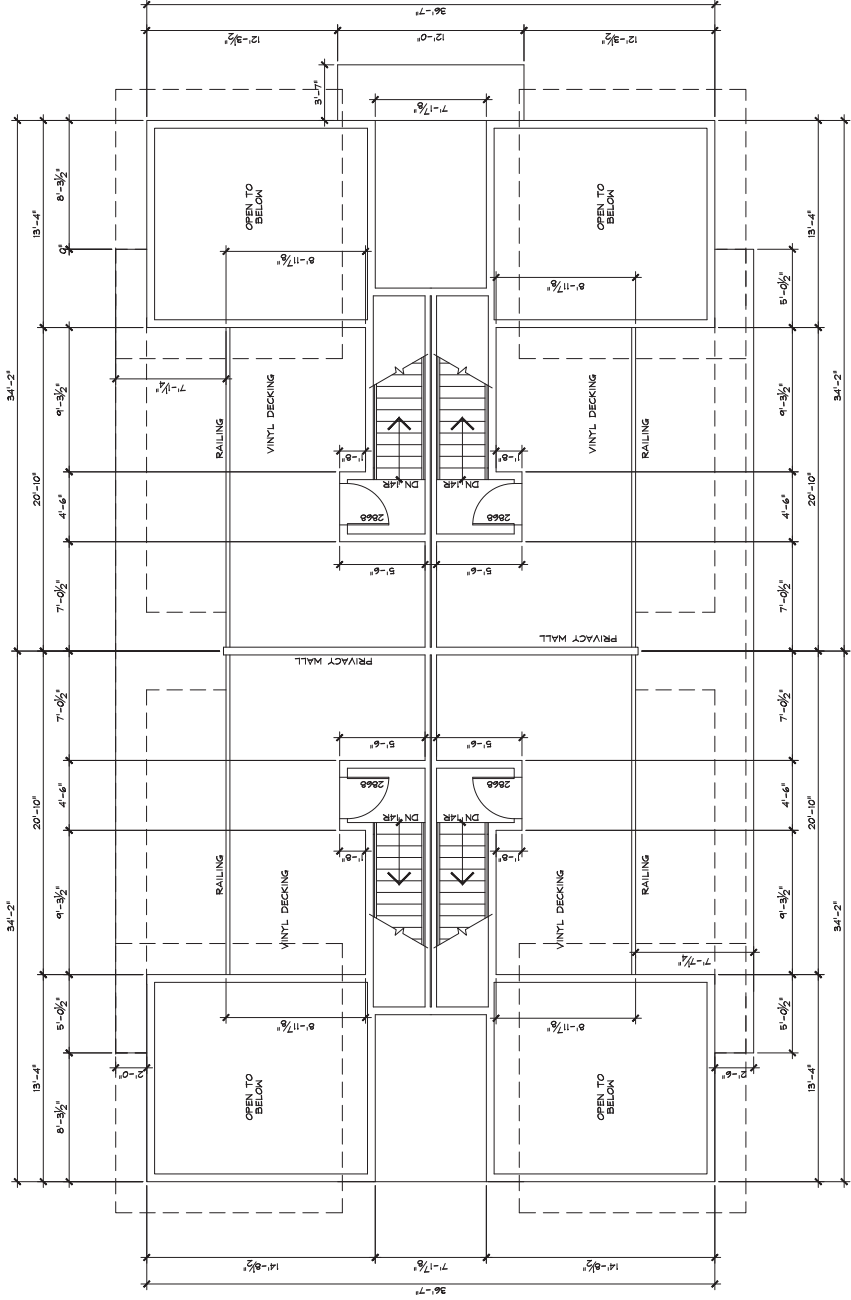 36'-7"
12'-3½"
12'-0"
12'-3½"
3'-7"
7'-1⅞"
8'-3½"
13'-4"
0"
OPEN TO
BELOW
OPEN TO
BELOW
13'-4"
8'-11⅞"
8'-11⅞"
5'-0½"
34'-2"
7'-1¼"
9'-3½"
RAILING
VINYL DECKING
VINYL DECKING
RAILING
9'-3½"
34'-2"
1'-8"
1'-8"
20'-10"
4'-6"
DN 14R
DN 14R
2868
2868
4'-6"
20'-10"
5'-6"
5'-6"
7'-0½"
7'-0½"
PRIVACY WALL
PRIVACY WALL
7'-0½"
7'-0½"
5'-6"
5'-6"
2868
2868
20'-10"
4'-6"
DN 14R
DN 14R
4'-6"
20'-10"
1'-8"
1'-8"
34'-2"
9'-3½"
RAILING
VINYL DECKING
VINYL DECKING
RAILING
9'-3½"
34'-2"
7'-7¼"
5'-0½"
8'-11⅞"
8'-11⅞"
5'-0½"
2'-0"
2'-6"
13'-4"
8'-3½"
OPEN TO
BELOW
OPEN TO
BELOW
13'-4"
14'-8½"
7'-1⅞"
14'-8½"
36'-7"